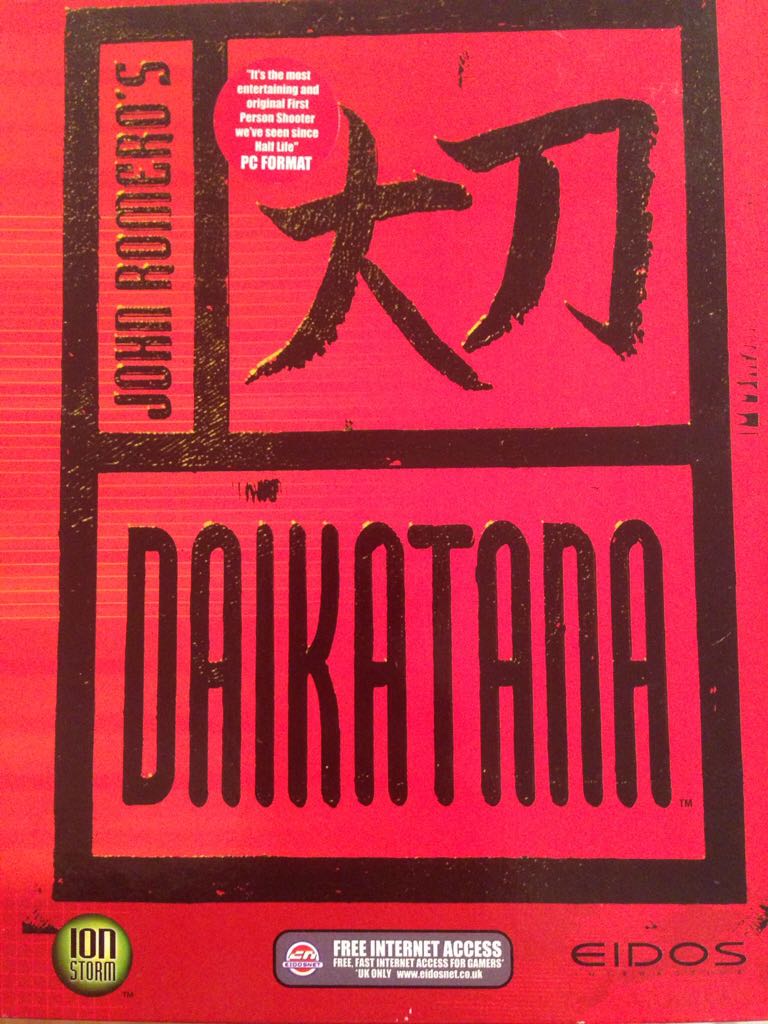 JOHN ROMERO'S
"It's the most
entertaining and
original First
Person Shooter
we've seen since
Half Life"
PC FORMAT
大刀
DAIKATANA
TM
ION
STORM
TM
EIDOSNET
FREE INTERNET ACCESS
FREE, FAST INTERNET ACCESS FOR GAMERS*
*UK ONLY www.eidosnet.co.uk
EIDOS